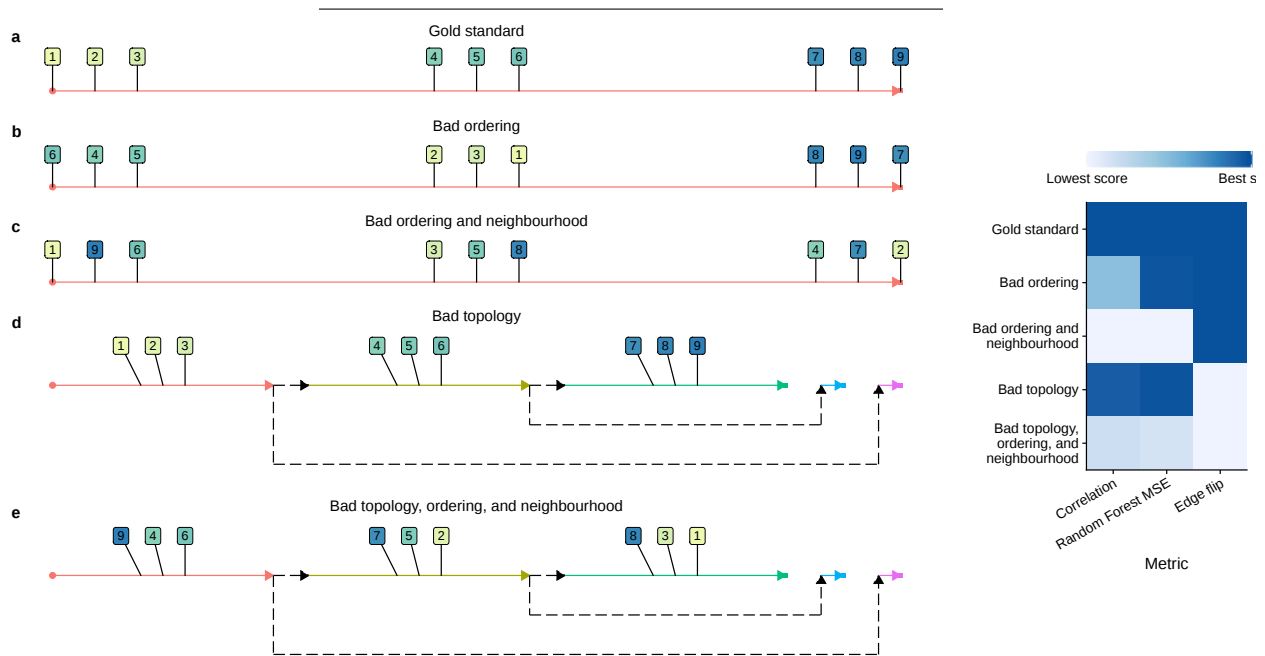 a
Gold standard
1 2 3 4 5 6 7 8 9
b
Bad ordering
6 4 5 2 3 1 8 9 7
c
Bad ordering and neighbourhood
1 9 6 3 5 8 4 7 2
d
Bad topology
1 2 3 4 5 6 7 8 9
e
Bad topology, ordering, and neighbourhood
9 4 6 7 5 2 8 3 1
Lowest score Best s
Gold standard
Bad ordering
Bad ordering and
neighbourhood
Bad topology
Bad topology,
ordering, and
neighbourhood
Correlation
Random Forest MSE
Edge flip
Metric